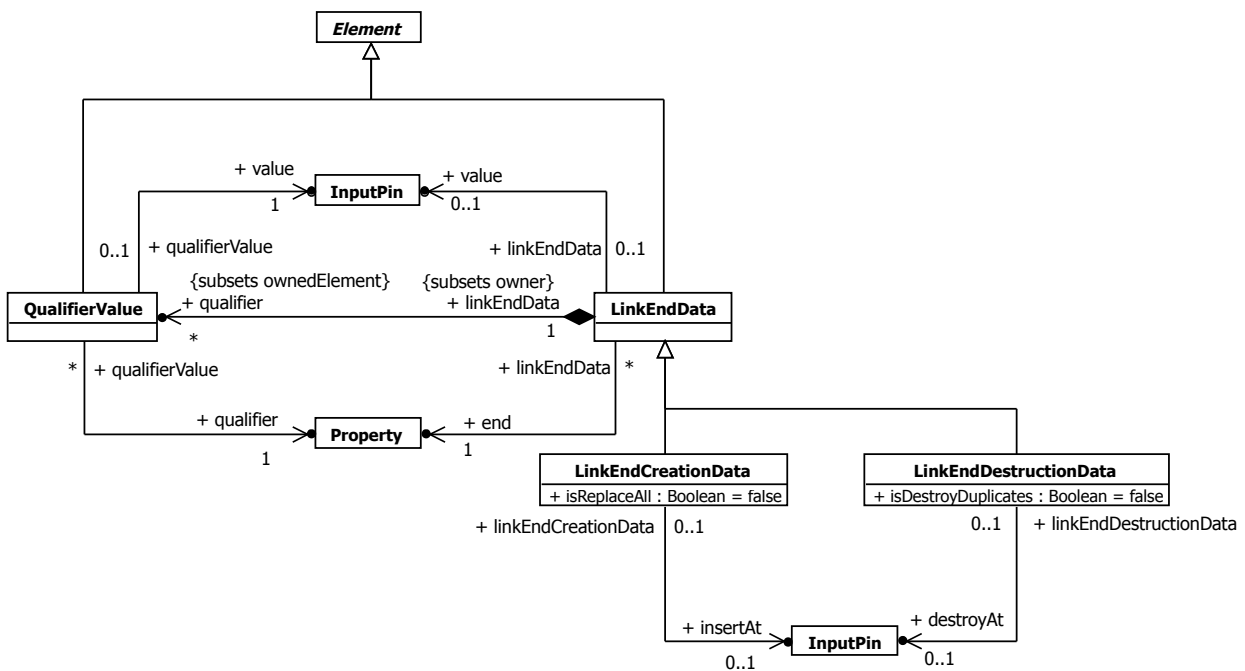 Element
+ value
+ value
InputPin
1
0..1
0..1
+ qualifierValue
+ linkEndData
0..1
{subsets ownedElement}
{subsets owner}
QualifierValue
+ qualifier
+ linkEndData
LinkEndData
*
1
*
+ qualifierValue
+ linkEndData
*
+ qualifier
+ end
Property
1
1
LinkEndCreationData
LinkEndDestructionData
+ isReplaceAll : Boolean = false
+ isDestroyDuplicates : Boolean = false
+ linkEndCreationData
0..1
0..1
+ linkEndDestructionData
+ insertAt
+ destroyAt
InputPin
0..1
0..1